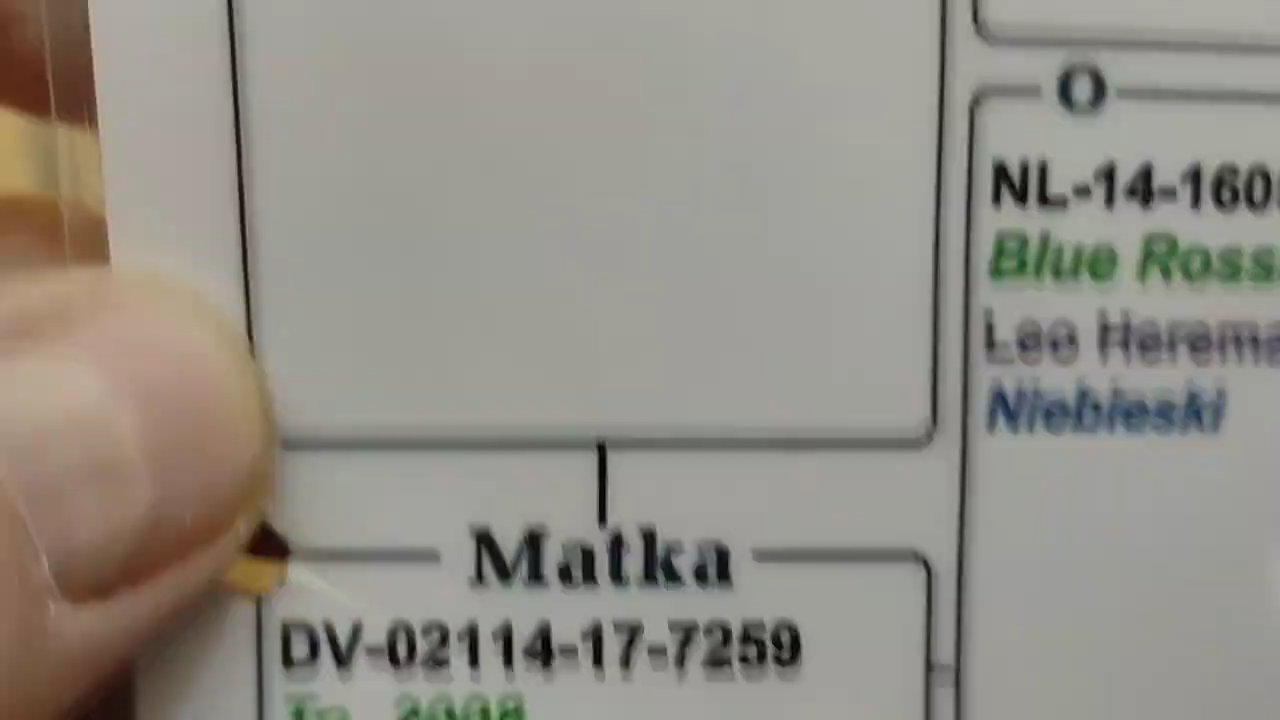 O
NL-14-160
Blue Ross
Leo Herema
Niebieski
Matka
DV-02114-17-7259